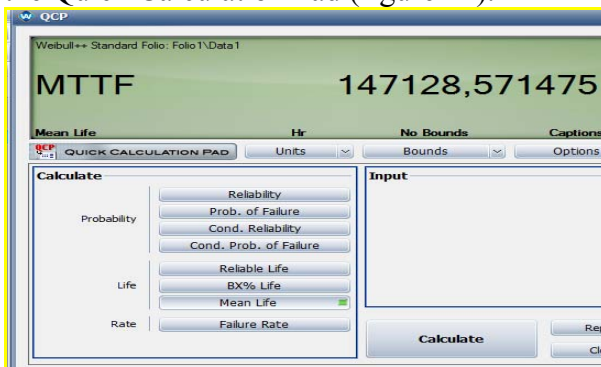 QCP
Weibull++ Standard Folio: Folio1\Data1
MTTF 147128,571475
Mean Life Hr No Bounds Captions
QCP QUICK CALCULATION PAD Units Bounds Options
Calculate Input
Reliability
Probability Prob. of Failure
Cond. Reliability
Cond. Prob. of Failure
Reliable Life
Life BX% Life
Mean Life
Rate Failure Rate
Calculate